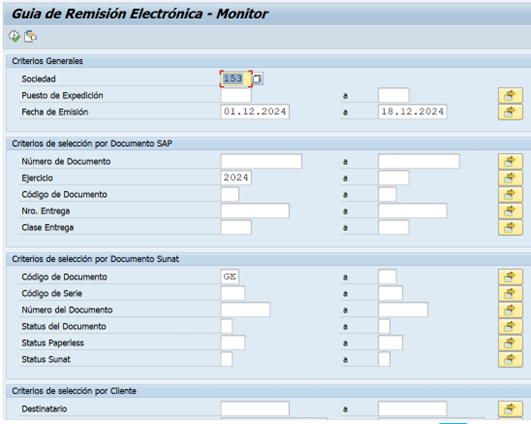 Guia de Remisión Electrónica - Monitor
Criterios Generales
Sociedad 153
Puesto de Expedición a
Fecha de Emisión 01.12.2024 a 18.12.2024
Criterios de selección por Documento SAP
Número de Documento a
Ejercicio 2024 a
Código de Documento a
Nro. Entrega a
Clase Entrega a
Criterios de selección por Documento Sunat
Código de Documento GE a
Código de Serie a
Número del Documento a
Status del Documento a
Status Paperless a
Status Sunat a
Criterios de selección por Cliente
Destinatario a